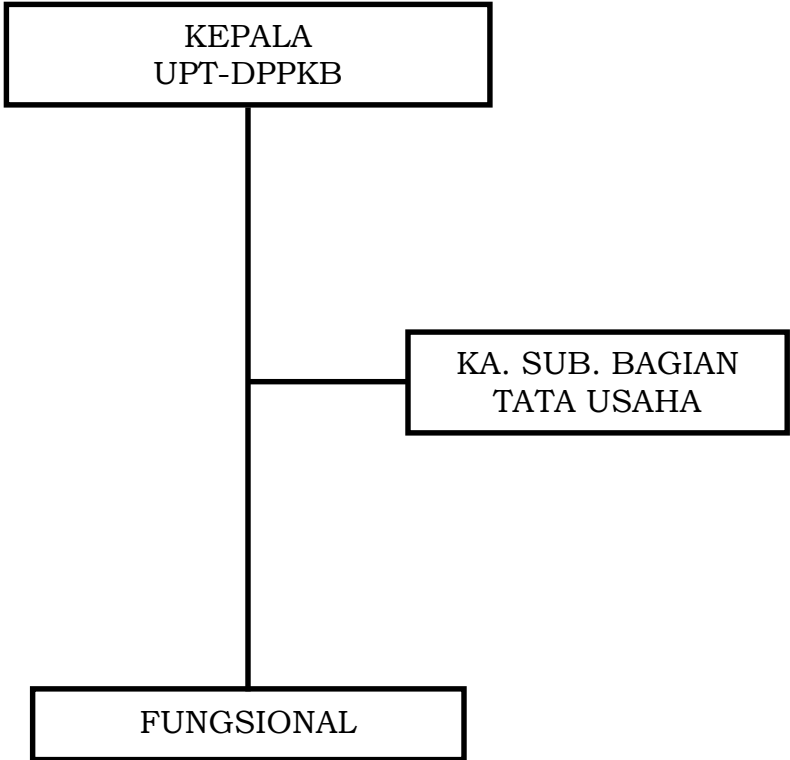 KEPALA
UPT-DPPKB
KA. SUB. BAGIAN
TATA USAHA
FUNGSIONAL